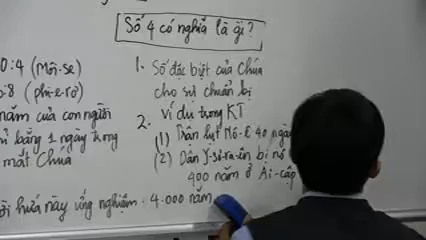 Số 4 có nghĩa là gì?
0:4 (Môi-se)
:8 (phi-e-rơ)
năm của con người
bằng 1 ngày trong
mắt Chúa
hứa này ứng nghiệm: 4.000 năm
1. Số đặc biệt của Chúa
cho sự chuẩn bị
2. Ví dụ trong KT
(1) Trận lụt Nô-ê 40 ngày
(2) Dân Y-sơ-ra-ên bị nô
400 năm ở Ai-cập